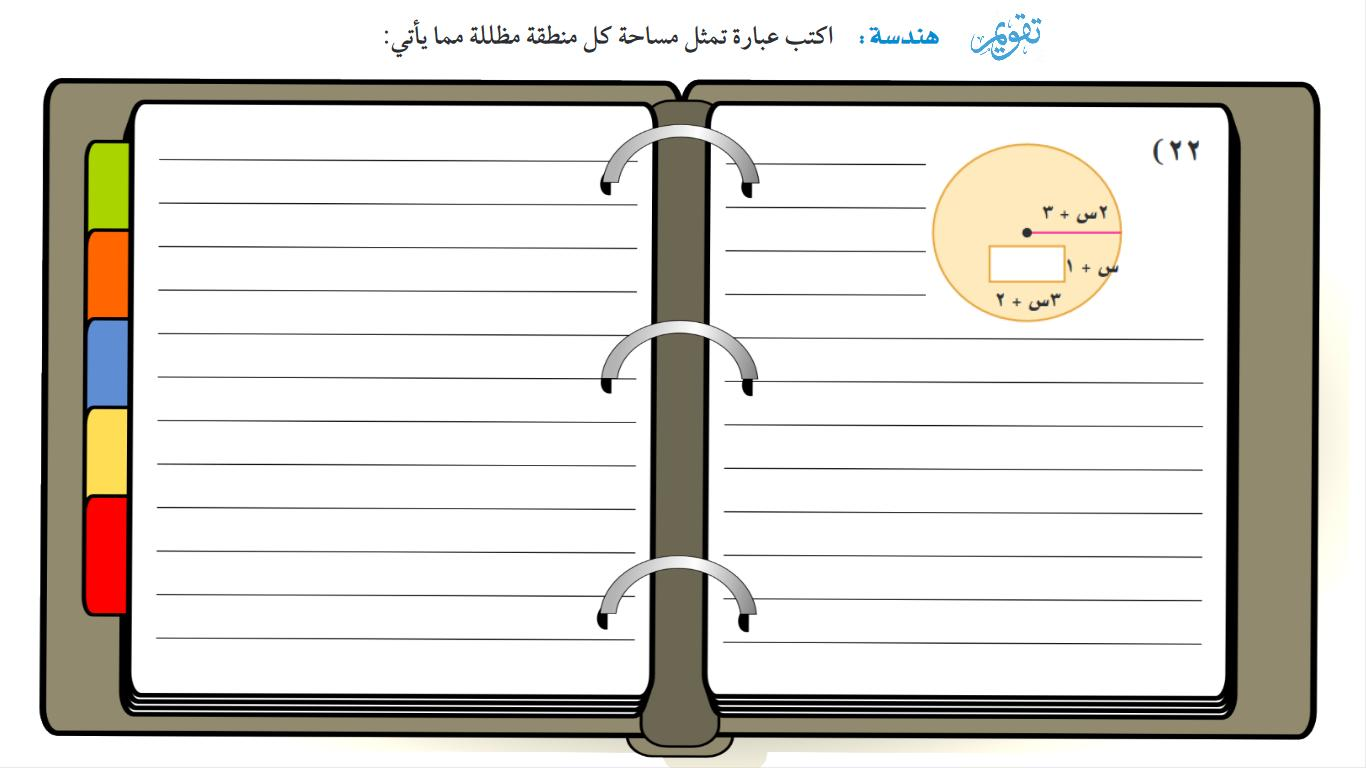 تقويم هندسة : اكتب عبارة تمثل مساحة كل منطقة مظللة مما يأتي:
٢٢)
٢س + ٣
س + ١
٣س + ٢